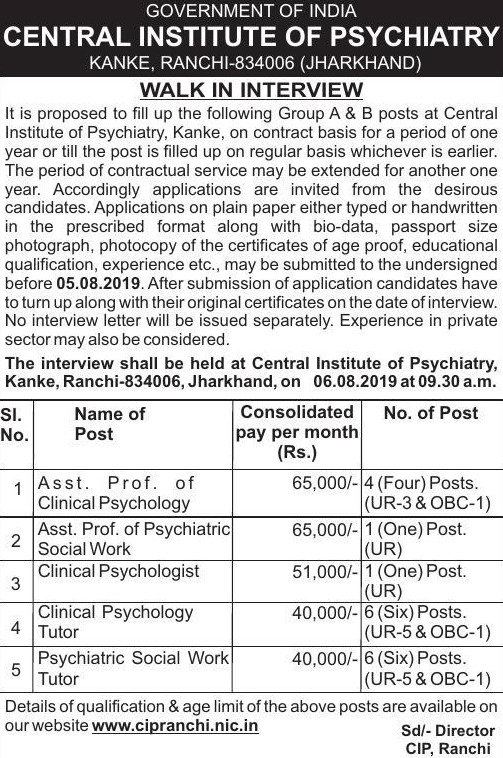 GOVERNMENT OF INDIA
CENTRAL INSTITUTE OF PSYCHIATRY
KANKE, RANCHI-834006 (JHARKHAND)
WALK IN INTERVIEW
It is proposed to fill up the following Group A & B posts at Central
Institute of Psychiatry, Kanke, on contract basis for a period of one
year or till the post is filled up on regular basis whichever is earlier.
The period of contractual service may be extended for another one
year. Accordingly applications are invited from the desirous
candidates. Applications on plain paper either typed or handwritten
in the prescribed format along with bio-data, passport size
photograph, photocopy of the certificates of age proof, educational
qualification, experience etc., may be submitted to the undersigned
before 05.08.2019. After submission of application candidates have
to turn up along with their original certificates on the date of interview.
No interview letter will be issued separately. Experience in private
sector may also be considered.
The interview shall be held at Central Institute of Psychiatry,
Kanke, Ranchi-834006, Jharkhand, on 06.08.2019 at 09.30 a.m.
Sl. No. Name of Post Consolidated pay per month (Rs.) No. of Post
1 Asst. Prof. of Clinical Psychology 65,000/- 4 (Four) Posts. (UR-3 & OBC-1)
2 Asst. Prof. of Psychiatric Social Work 65,000/- 1 (One) Post. (UR)
3 Clinical Psychologist 51,000/- 1 (One) Post. (UR)
4 Clinical Psychology Tutor 40,000/- 6 (Six) Posts. (UR-5 & OBC-1)
5 Psychiatric Social Work Tutor 40,000/- 6 (Six) Posts. (UR-5 & OBC-1)
Details of qualification & age limit of the above posts are available on
our website www.cipranchi.nic.in
Sd/- Director
CIP, Ranchi